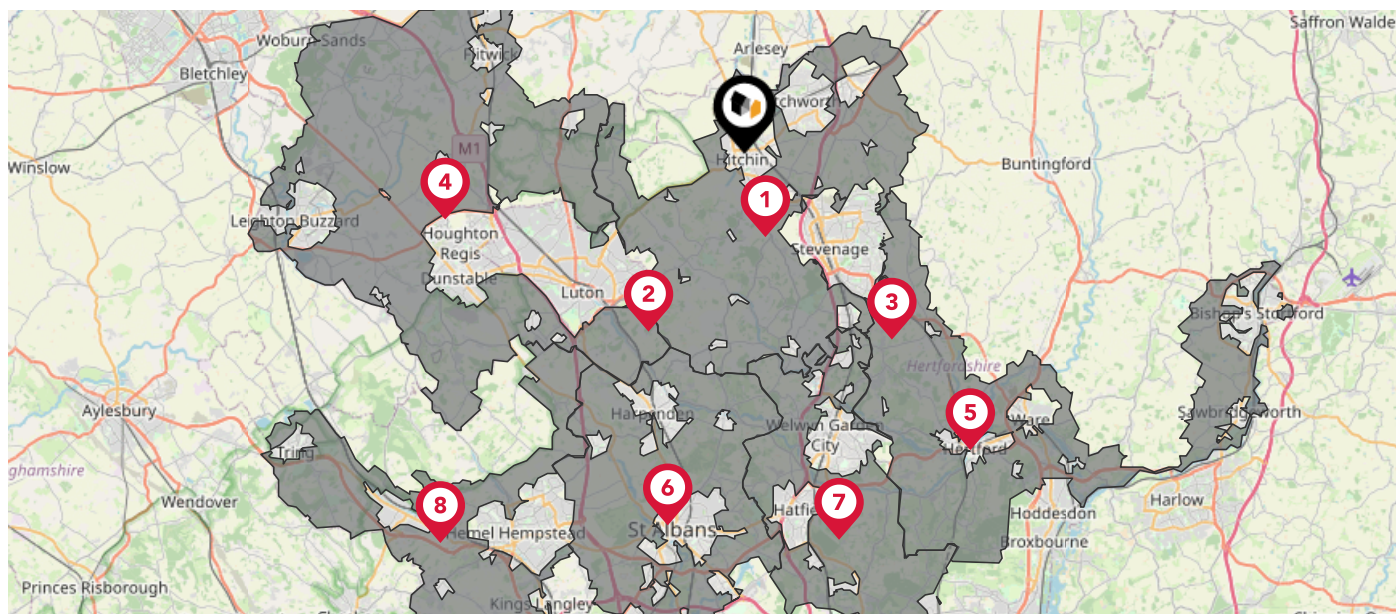 Saffron Walde
Woburn Sands
Arlesey
Flitwick
Bletchley
tchworth
M1
Hitchin
Buntingford
Winslow
4
1
Leighton Buzzard
Houghton
Regis
Stevenage
Dunstable
Luton
2
3
Bishop's Stortford
Hertfordshire
Aylesbury
Harpenden
5
Ware
Sawbridgeworth
Welwyn Garden
City
Hertford
Tring
ghamshire
Wendover
6
7
8
Harlow
Hatfie
Hoddesdon
St Albans
Hemel Hempstead
Broxbourne
Princes Risborough
Kings Langley